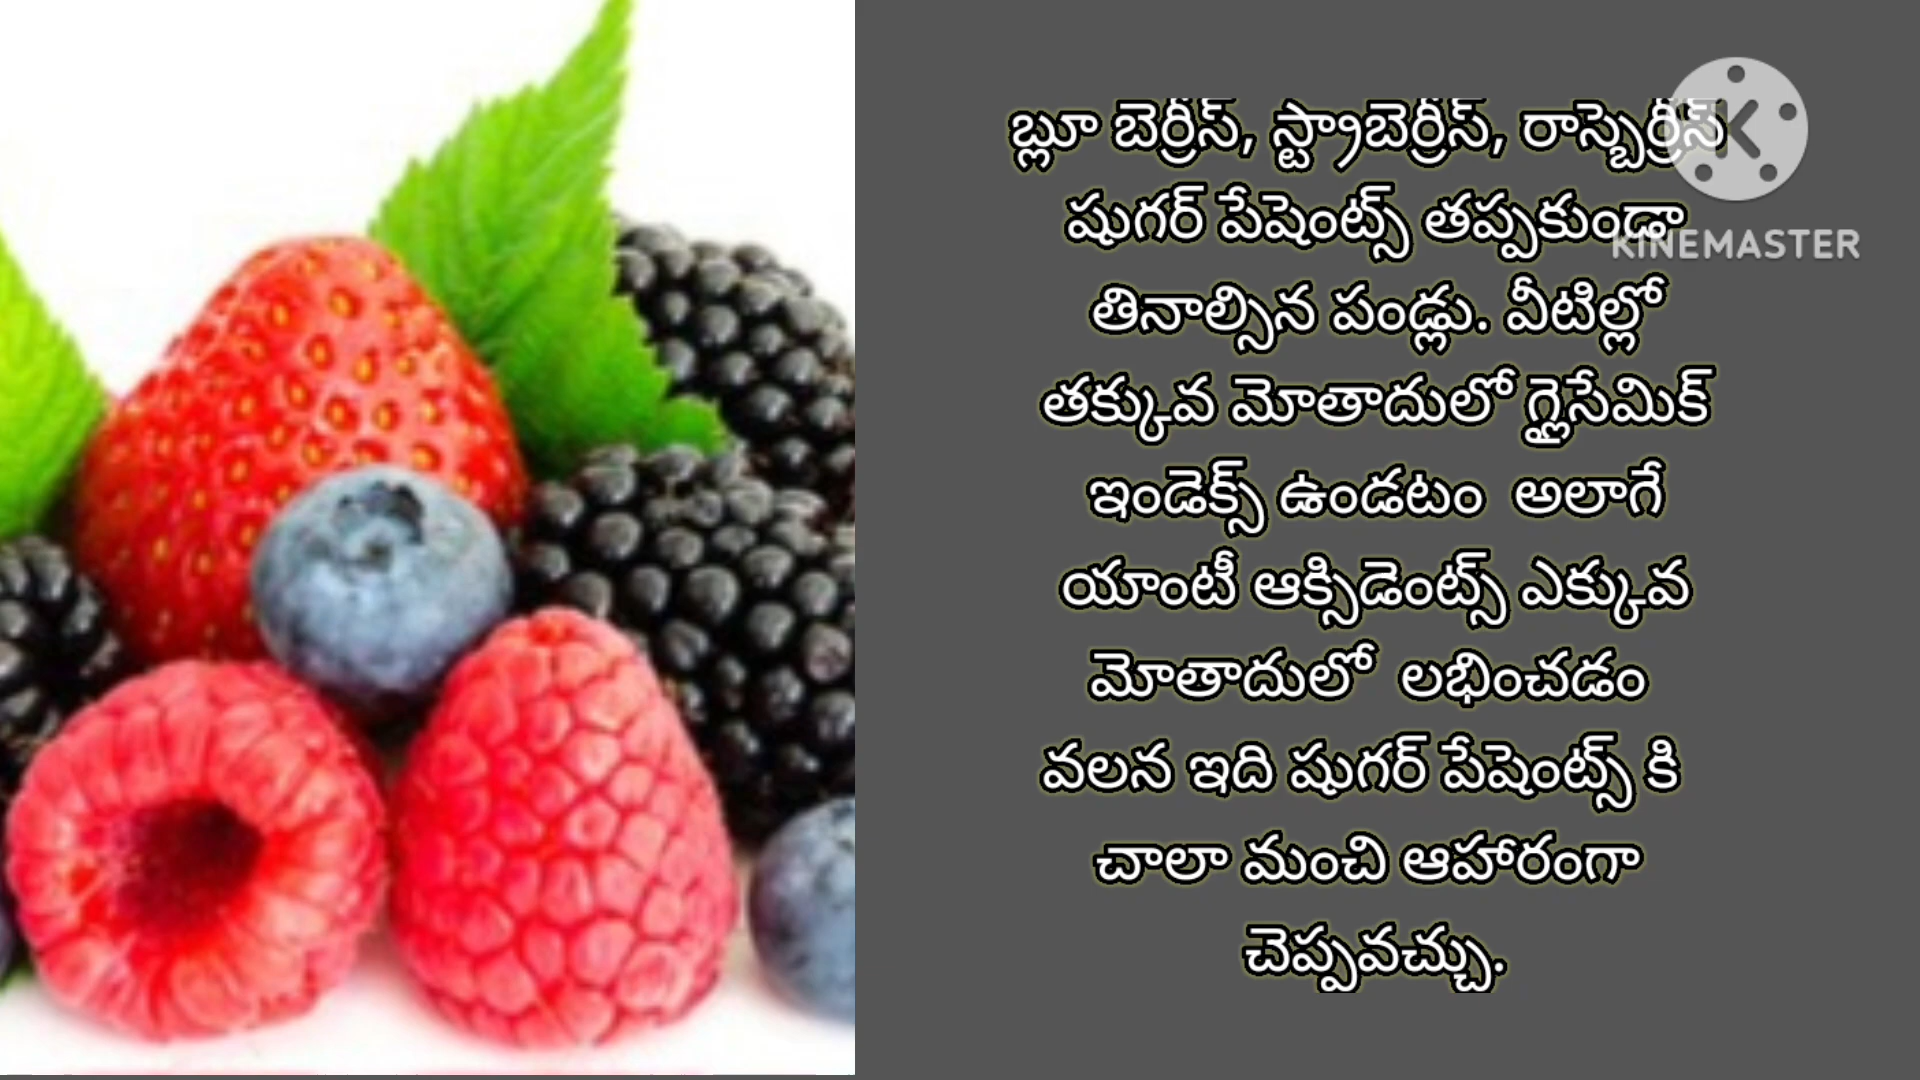 బ్లూ బెర్రీస్, స్ట్రాబెర్రీస్, రాస్బెర్రీస్
షుగర్ పేషెంట్స్ తప్పకుండా
తినాల్సిన పండ్లు. వీటిల్లో
తక్కువ మోతాదులో గ్లైసేమిక్
ఇండెక్స్ ఉండటం అలాగే
యాంటీ ఆక్సిడెంట్స్ ఎక్కువ
మోతాదులో లభించడం
వలన ఇది షుగర్ పేషెంట్స్ కి
చాలా మంచి ఆహారంగా
చెప్పవచ్చు.
K
KINEMASTER